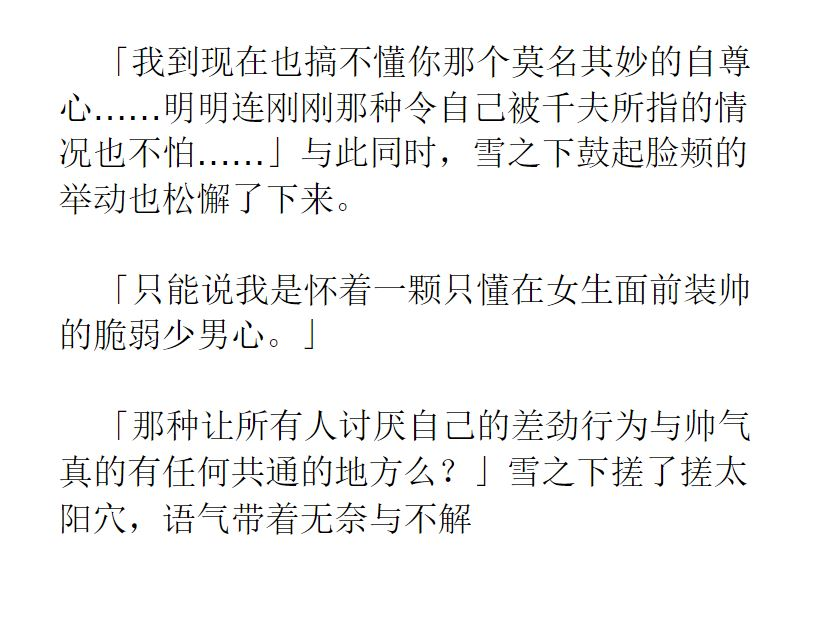 「我到现在也搞不懂你那个莫名其妙的自尊
心……明明连刚刚那种令自己被千夫所指的情
况也不怕……」与此同时，雪之下鼓起脸颊的
举动也松懈了下来。
「只能说我是怀着一颗只懂在女生面前装帅
的脆弱少男心。」
「那种让所有人讨厌自己的差劲行为与帅气
真的有任何共通的地方么？」雪之下搓了搓太
阳穴，语气带着无奈与不解